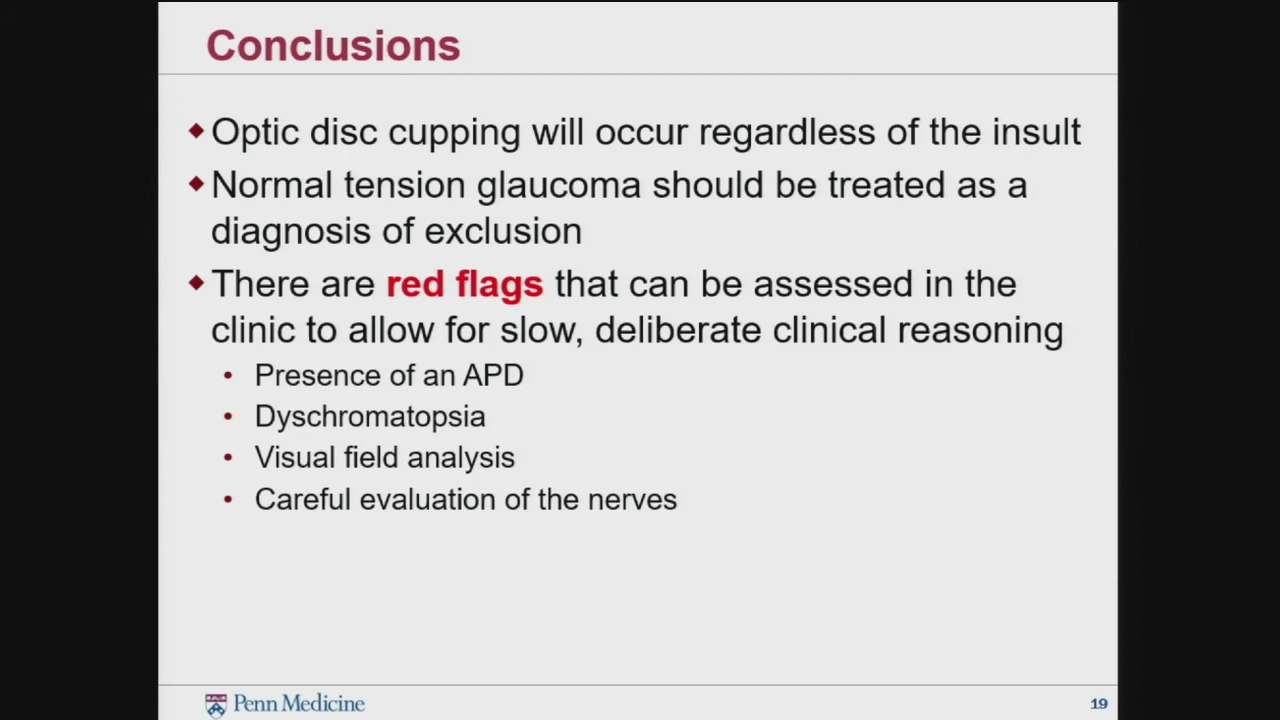 Conclusions
Optic disc cupping will occur regardless of the insult
Normal tension glaucoma should be treated as a
diagnosis of exclusion
There are red flags that can be assessed in the
clinic to allow for slow, deliberate clinical reasoning
Presence of an APD
Dyschromatopsia
Visual field analysis
Careful evaluation of the nerves
Penn Medicine
19